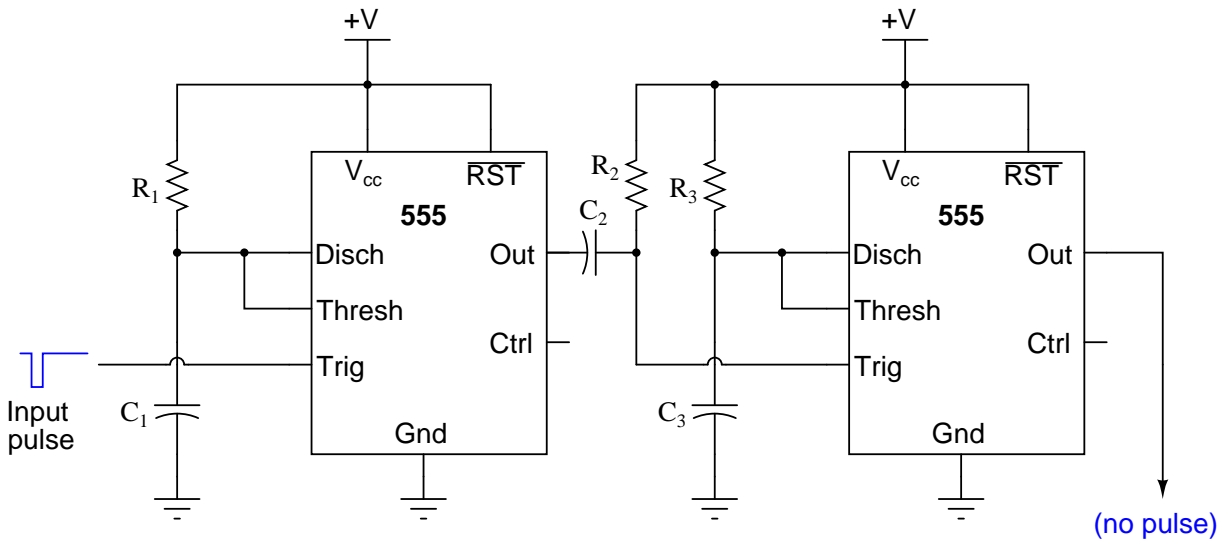 +V
+V
R1
Vcc
RST
555
Disch
Thresh
Trig
Out
Ctrl
Gnd
C1
Input
pulse
C2
R2
R3
Vcc
RST
555
Disch
Thresh
Trig
Out
Ctrl
Gnd
C3
(no pulse)